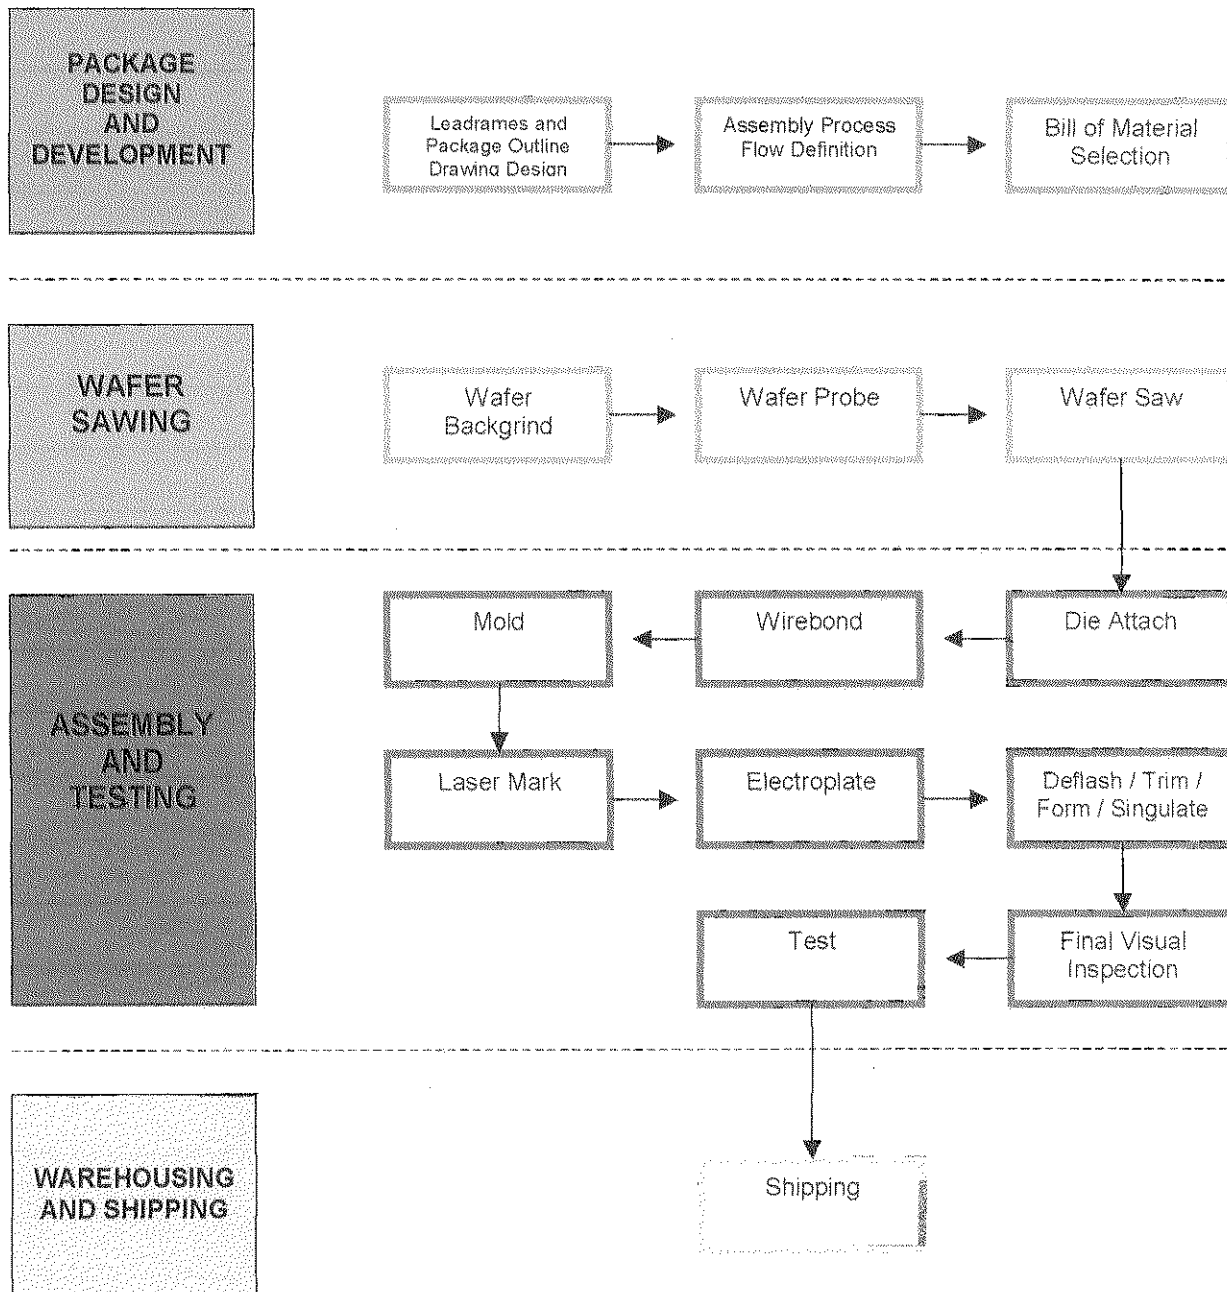 PACKAGE
DESIGN
AND
DEVELOPMENT
Leadrames and
Package Outline
Drawing Design
Assembly Process
Flow Definition
Bill of Material
Selection
WAFER
SAWING
Wafer
Backgrind
Wafer Probe
Wafer Saw
ASSEMBLY
AND
TESTING
Mold
Wirebond
Die Attach
Laser Mark
Electroplate
Deflash / Trim /
Form / Singulate
Test
Final Visual
Inspection
WAREHOUSING
AND SHIPPING
Shipping